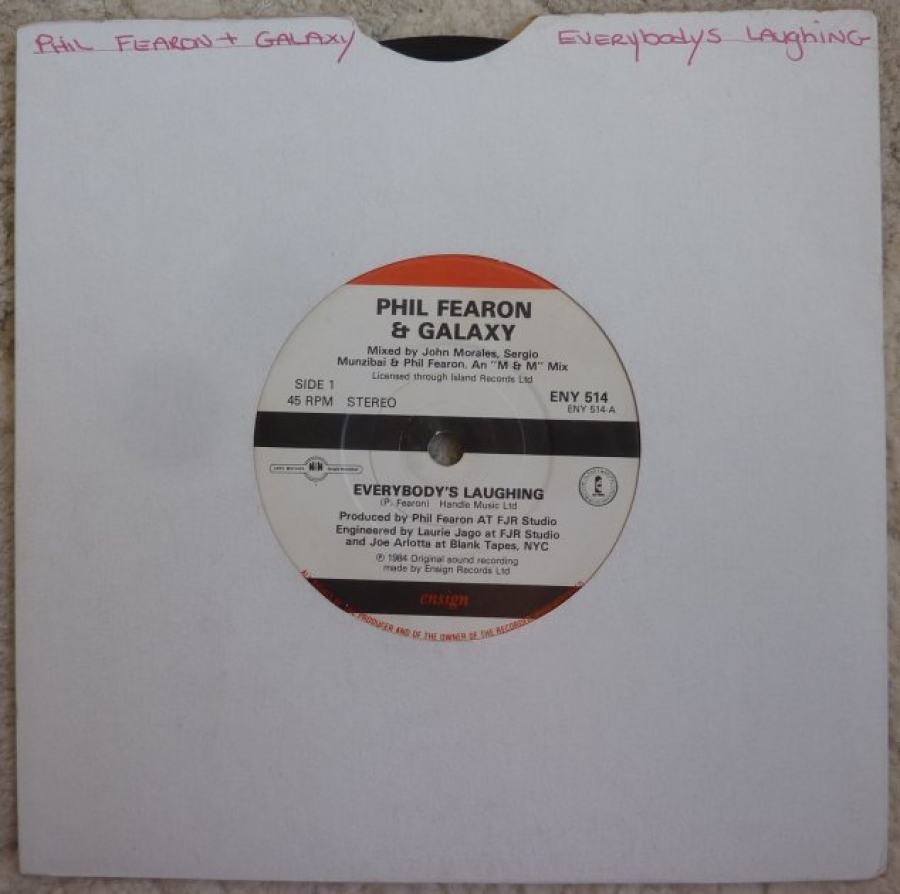 PHIL FEARON + GALAXY
EVERYbodyS LAUghiNG
PHIL FEARON
& GALAXY
Mixed by John Morales, Sergio
Munzibai & Phil Fearon. An "M & M" Mix
Licensed through Island Records Ltd
SIDE 1
45 RPM STEREO
ENY 514
ENY 514-A
EVERYBODY'S LAUGHING
(P. Fearon) Handle Music Ltd
Produced by Phil Fearon AT FJR Studio
Engineered by Laurie Jago at FJR Studio
and Joe Arlotta at Blank Tapes, NYC
℗ 1984 Original sound recording
made by Ensign Records Ltd
ensign
PRODUCER AND OF THE OWNER OF THE RECORDED